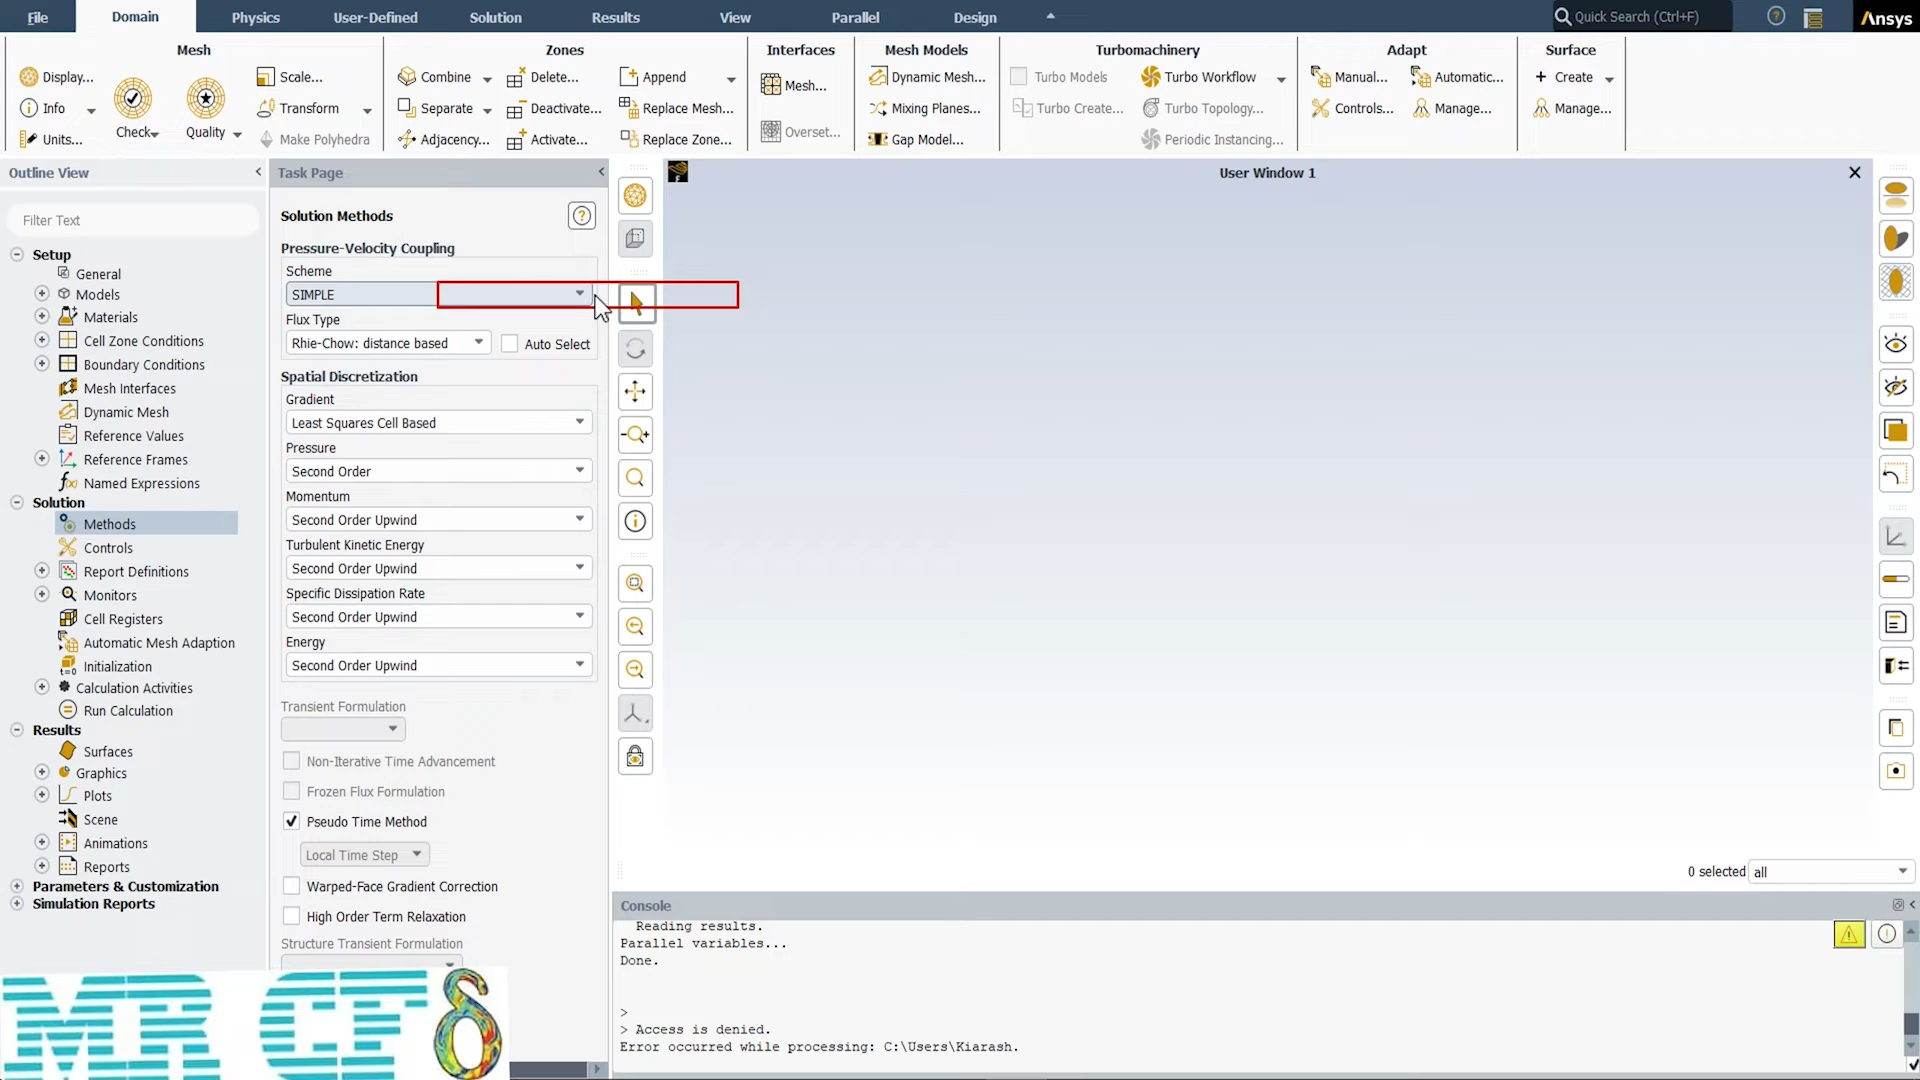 File
Domain
Physics
User-Defined
Solution
Results
View
Parallel
Design
Quick Search (Ctrl+F)
Ansys
Mesh
Zones
Interfaces
Mesh Models
Turbomachinery
Adapt
Surface
Display...
Info
Units...
Check
Quality
Scale...
Transform
Make Polyhedra
Combine
Separate
Adjacency...
Delete...
Deactivate...
Activate...
Append
Replace Mesh...
Replace Zone...
Mesh...
Overset...
Dynamic Mesh...
Mixing Planes...
Gap Model...
Turbo Models
Turbo Create...
Turbo Workflow
Turbo Topology...
Periodic Instancing...
Manual...
Controls...
Automatic...
Manage...
+ Create
Manage...
Outline View
Filter Text
Setup
General
Models
Materials
Cell Zone Conditions
Boundary Conditions
Mesh Interfaces
Dynamic Mesh
Reference Values
Reference Frames
Named Expressions
Solution
Methods
Controls
Report Definitions
Monitors
Cell Registers
Automatic Mesh Adaption
Initialization
Calculation Activities
Run Calculation
Results
Surfaces
Graphics
Plots
Scene
Animations
Reports
Parameters & Customization
Simulation Reports
Task Page
Solution Methods
Pressure-Velocity Coupling
Scheme
SIMPLE
Flux Type
Rhie-Chow: distance based
Auto Select
Spatial Discretization
Gradient
Least Squares Cell Based
Pressure
Second Order
Momentum
Second Order Upwind
Turbulent Kinetic Energy
Second Order Upwind
Specific Dissipation Rate
Second Order Upwind
Energy
Second Order Upwind
Transient Formulation
Non-Iterative Time Advancement
Frozen Flux Formulation
Pseudo Time Method
Local Time Step
Warped-Face Gradient Correction
High Order Term Relaxation
Structure Transient Formulation
MR CF
User Window 1
0 selected
all
Console
Reading results.
Parallel variables...
Done.
>
> Access is denied.
Error occurred while processing: C:\Users\Kiarash.